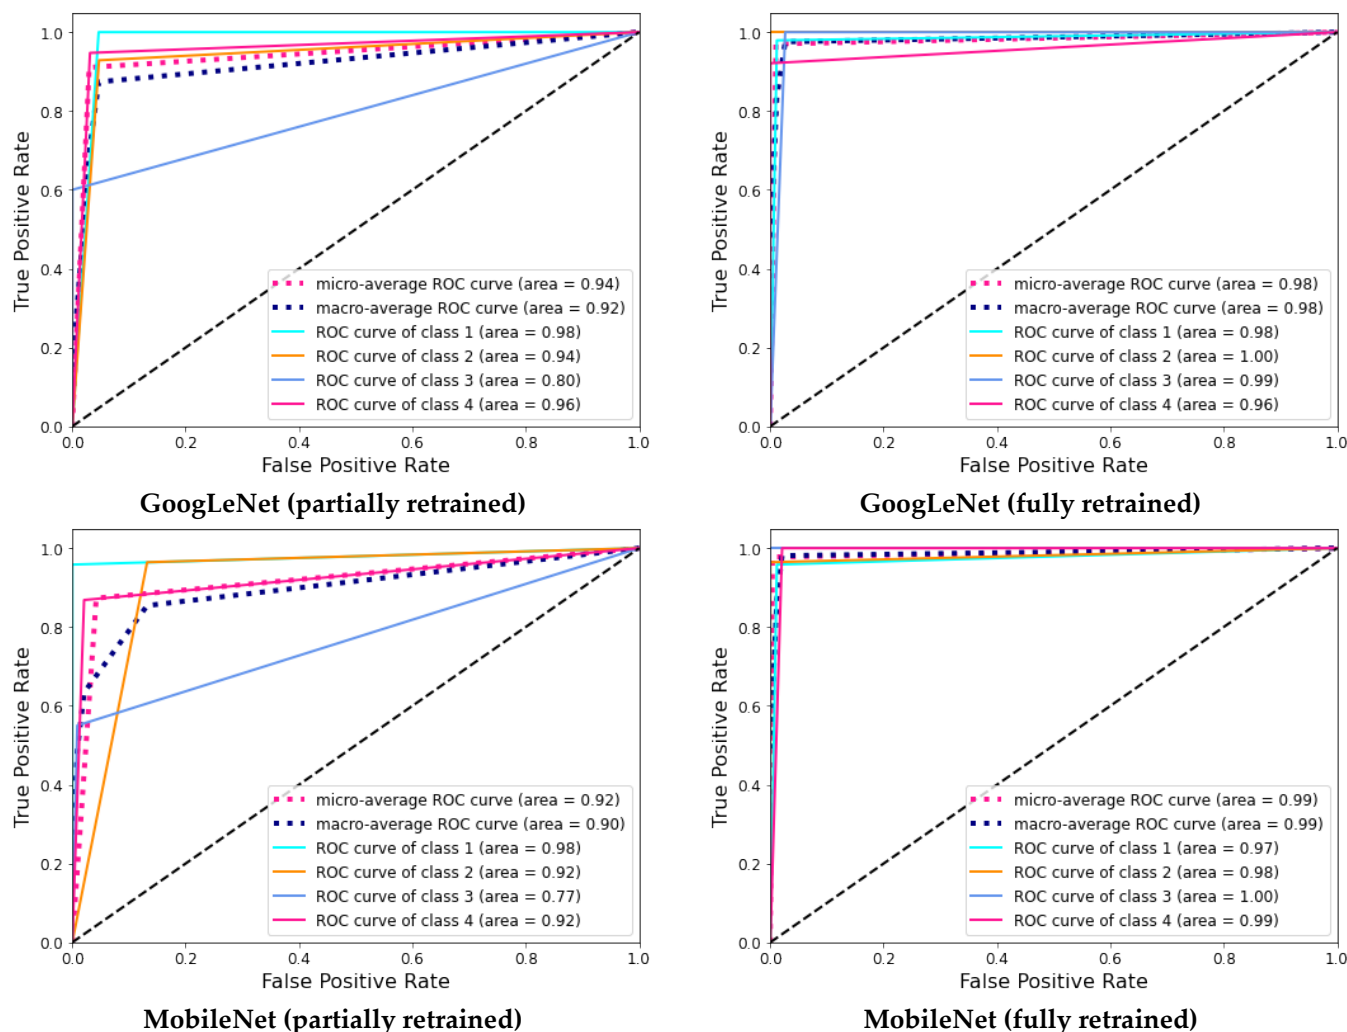 1.0
0.8
0.6
0.4
0.2
0.0
True Positive Rate
micro-average ROC curve (area = 0.94)
macro-average ROC curve (area = 0.92)
ROC curve of class 1 (area = 0.98)
ROC curve of class 2 (area = 0.94)
ROC curve of class 3 (area = 0.80)
ROC curve of class 4 (area = 0.96)
0.0 0.2 0.4 0.6 0.8 1.0
False Positive Rate
GoogLeNet (partially retrained)
1.0
0.8
0.6
0.4
0.2
0.0
True Positive Rate
micro-average ROC curve (area = 0.98)
macro-average ROC curve (area = 0.98)
ROC curve of class 1 (area = 0.98)
ROC curve of class 2 (area = 1.00)
ROC curve of class 3 (area = 0.99)
ROC curve of class 4 (area = 0.96)
0.0 0.2 0.4 0.6 0.8 1.0
False Positive Rate
GoogLeNet (fully retrained)
1.0
0.8
0.6
0.4
0.2
0.0
True Positive Rate
micro-average ROC curve (area = 0.92)
macro-average ROC curve (area = 0.90)
ROC curve of class 1 (area = 0.98)
ROC curve of class 2 (area = 0.92)
ROC curve of class 3 (area = 0.77)
ROC curve of class 4 (area = 0.92)
0.0 0.2 0.4 0.6 0.8 1.0
False Positive Rate
MobileNet (partially retrained)
1.0
0.8
0.6
0.4
0.2
0.0
True Positive Rate
micro-average ROC curve (area = 0.99)
macro-average ROC curve (area = 0.99)
ROC curve of class 1 (area = 0.97)
ROC curve of class 2 (area = 0.98)
ROC curve of class 3 (area = 1.00)
ROC curve of class 4 (area = 0.99)
0.0 0.2 0.4 0.6 0.8 1.0
False Positive Rate
MobileNet (fully retrained)